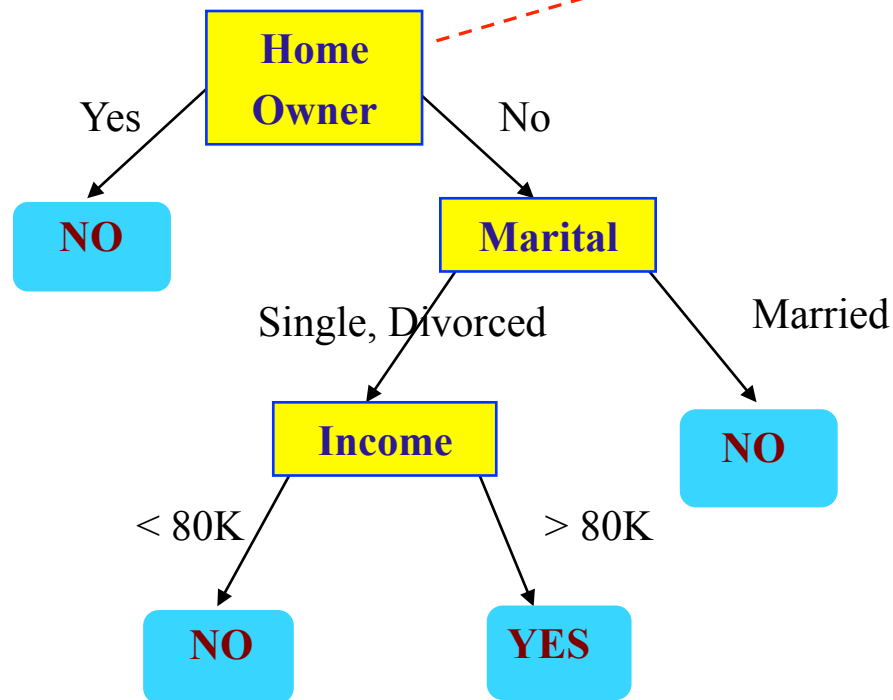 Home
Owner
Yes
No
NO
Marital
Single, Divorced
Married
Income
NO
< 80K
> 80K
NO
YES